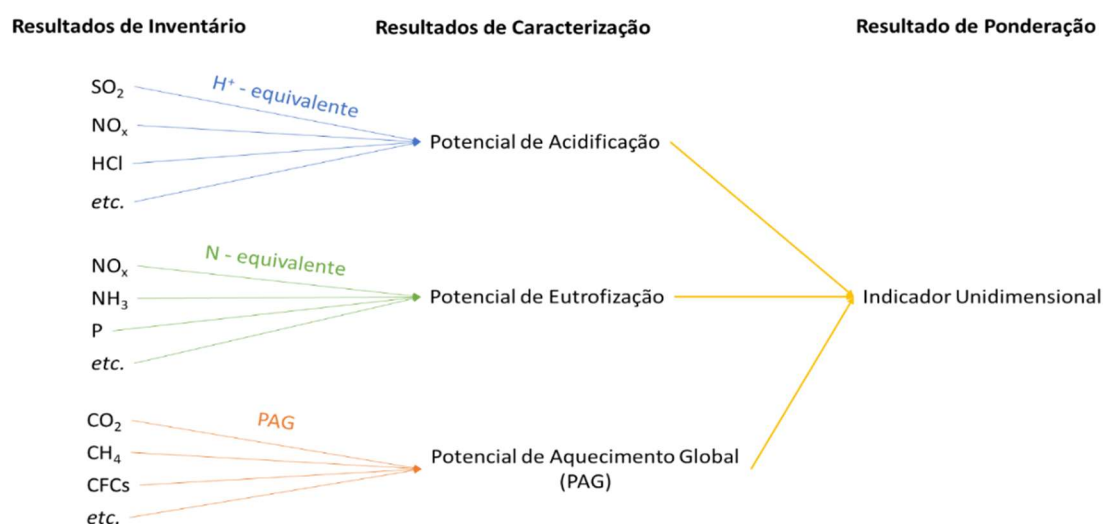 Resultados de Inventário
Resultados de Caracterização
Resultado de Ponderação
SO₂
NOₓ
HCl
etc.
H⁺ - equivalente
Potencial de Acidificação
NOₓ
NH₃
P
etc.
N - equivalente
Potencial de Eutrofização
Indicador Unidimensional
CO₂
CH₄
CFCs
etc.
PAG
Potencial de Aquecimento Global
(PAG)